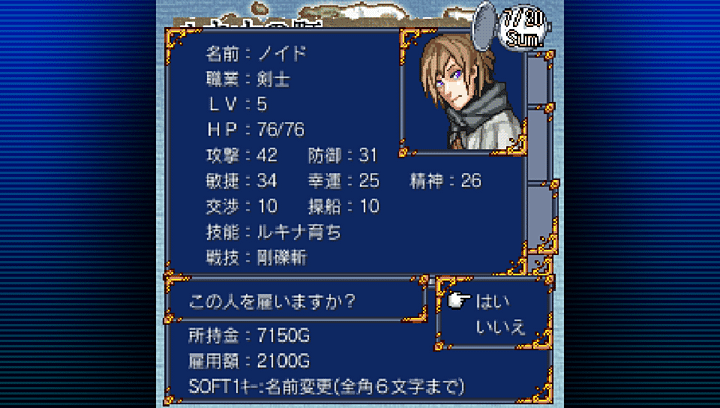 7/20
Sum.
名前：ノイド
職業：剣士
ＬＶ：5
ＨＰ：76/76
攻撃：42 防御：31
敏捷：34 幸運：25 精神：26
交渉：10 操船：10
技能：ルキナ育ち
戦技：剛礫斬
この人を雇いますか？
はい
いいえ
所持金：7150G
雇用額：2100G
SOFT1ｷｰ:名前変更(全角６文字まで)